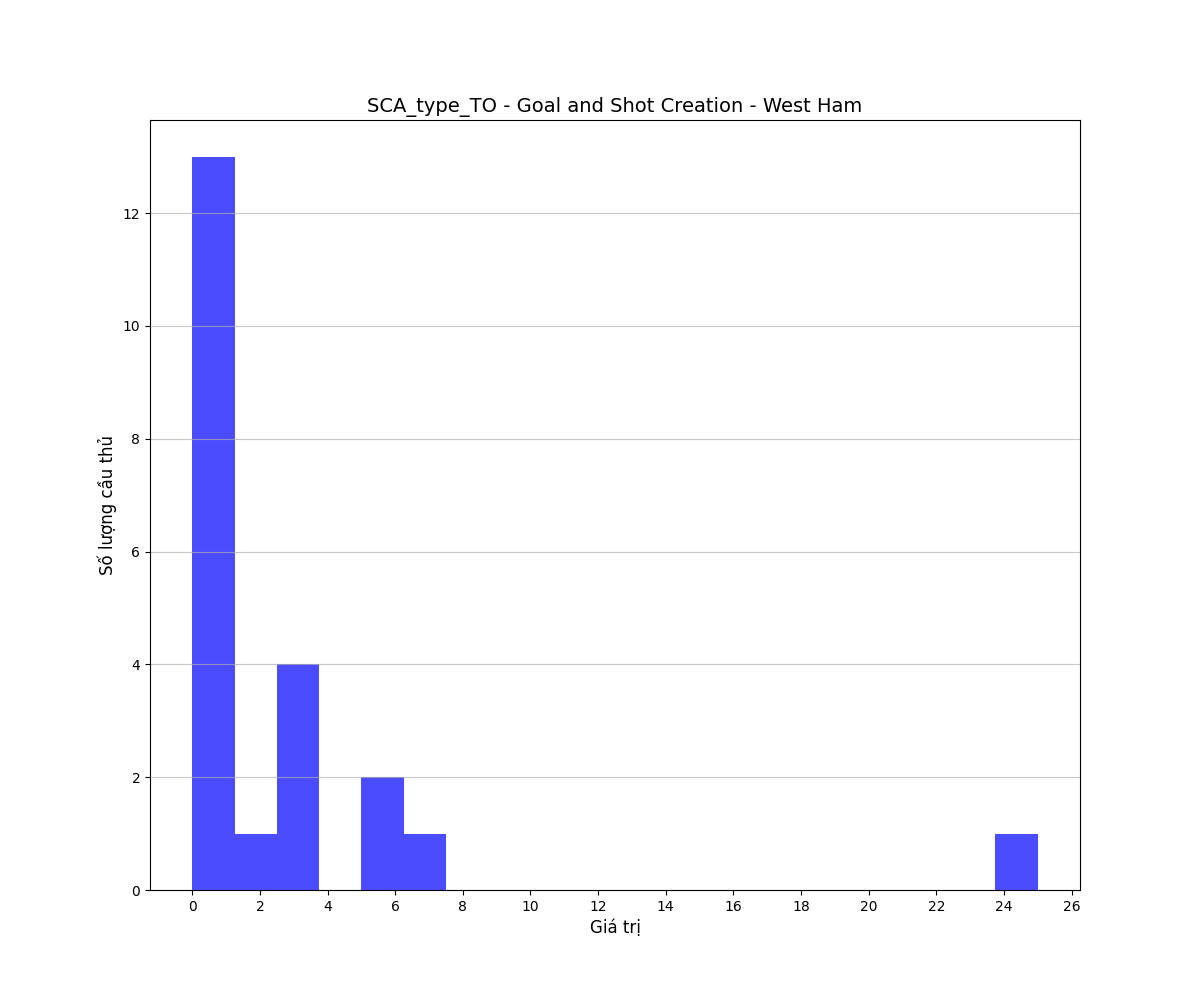 SCA_type_TO - Goal and Shot Creation - West Ham
Số lượng cầu thủ
12
10
8
6
4
2
0
0 2 4 6 8 10 12 14 16 18 20 22 24 26
Giá trị